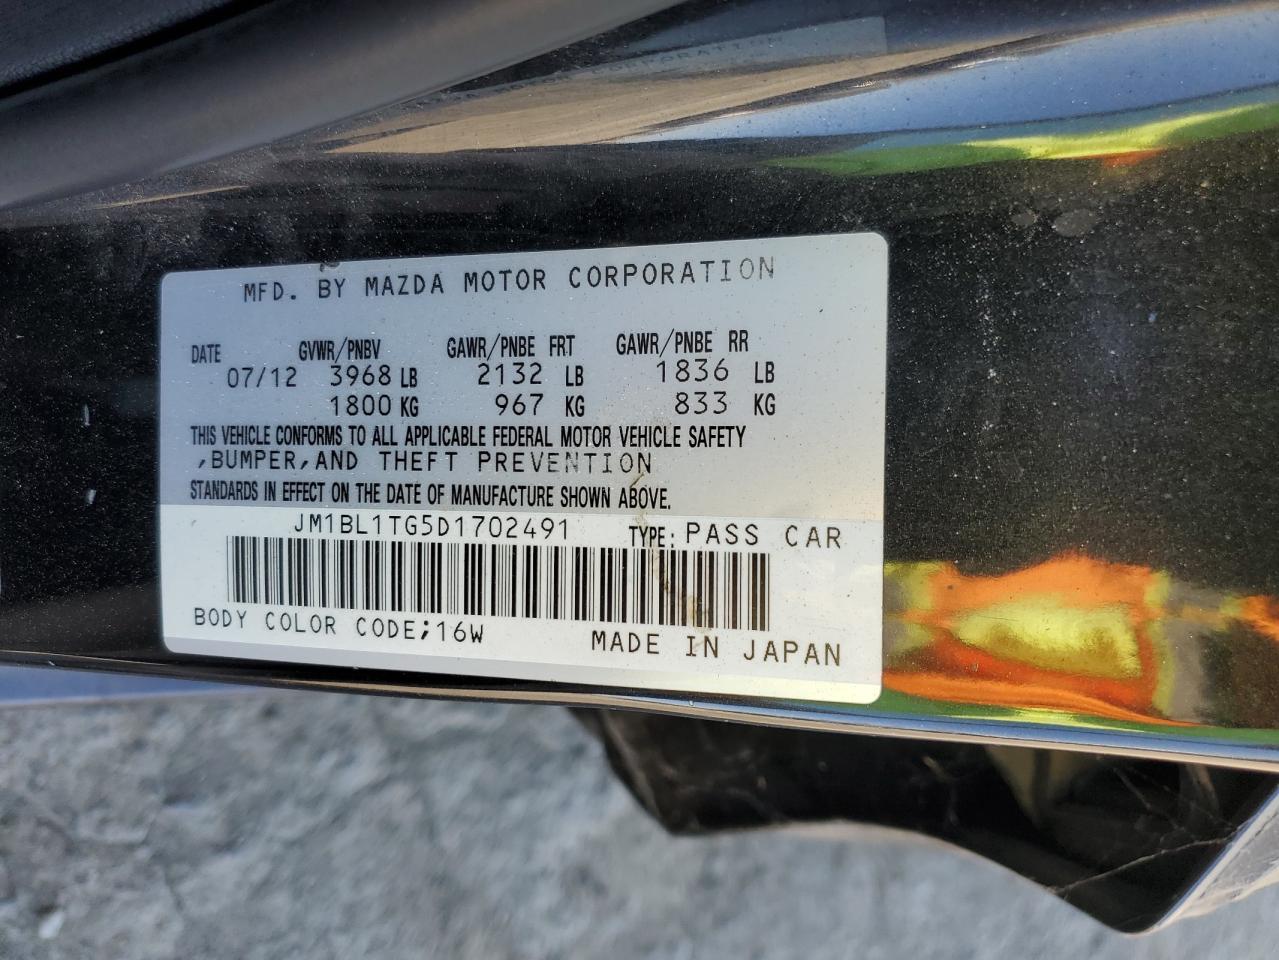 MFD. BY MAZDA MOTOR CORPORATION
DATE GVWR/PNBV GAWR/PNBE FRT GAWR/PNBE RR
07/12 3968 LB 2132 LB 1836 LB
1800 KG 967 KG 833 KG
THIS VEHICLE CONFORMS TO ALL APPLICABLE FEDERAL MOTOR VEHICLE SAFETY
,BUMPER,AND THEFT PREVENTION
STANDARDS IN EFFECT ON THE DATE OF MANUFACTURE SHOWN ABOVE.
JM1BL1TG5D1702491 TYPE: PASS CAR
BODY COLOR CODE;16W MADE IN JAPAN